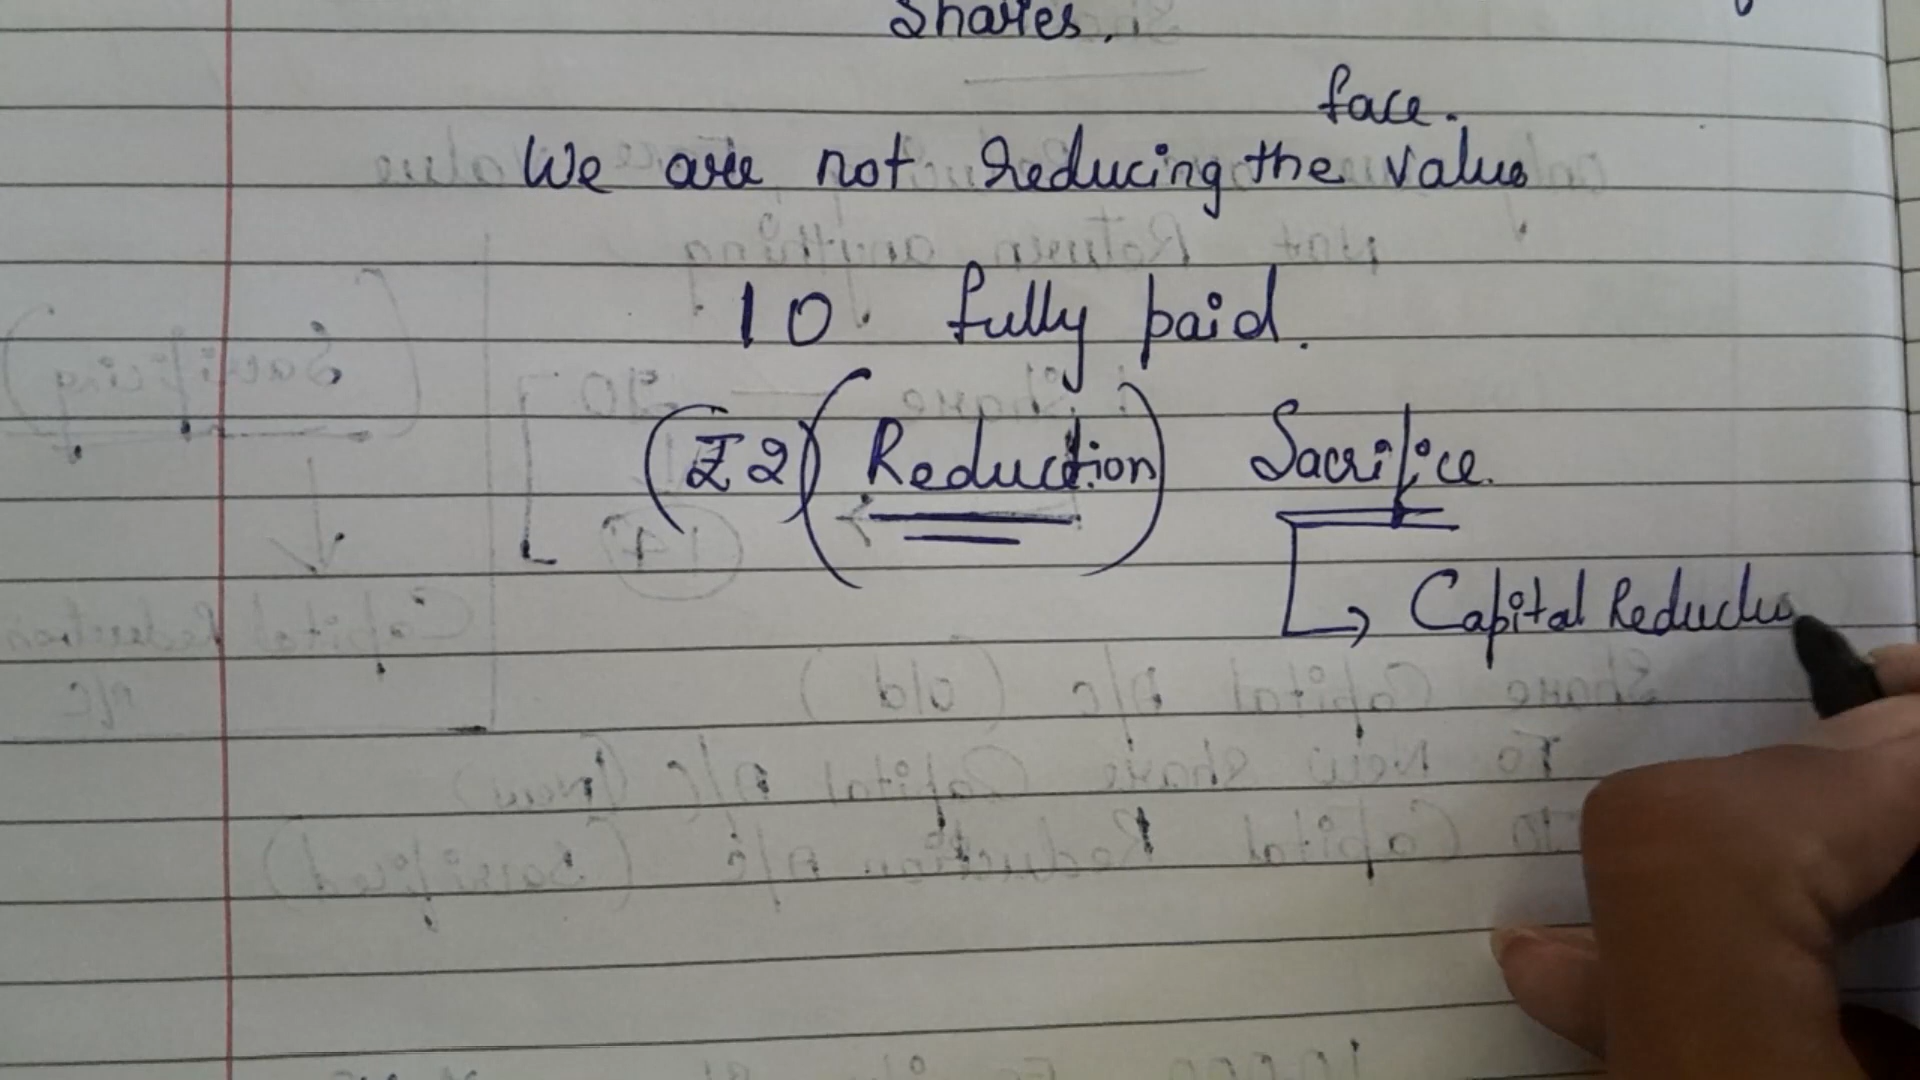 Shares.
face.
We are not Reducing the value
10. fully paid.
(₹2) (Reduction) Sacrifice.
→ Capital Reductio